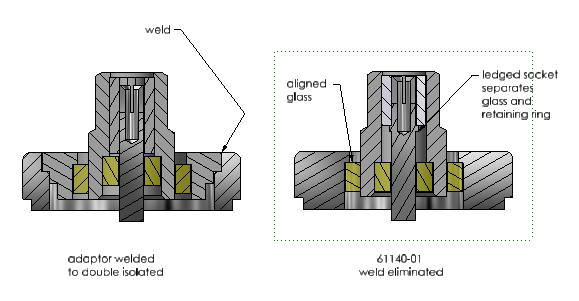 weld
aligned
glass
ledged socket
separates
glass and
retaining ring
adaptor welded
to double isolated
61140-01
weld eliminated